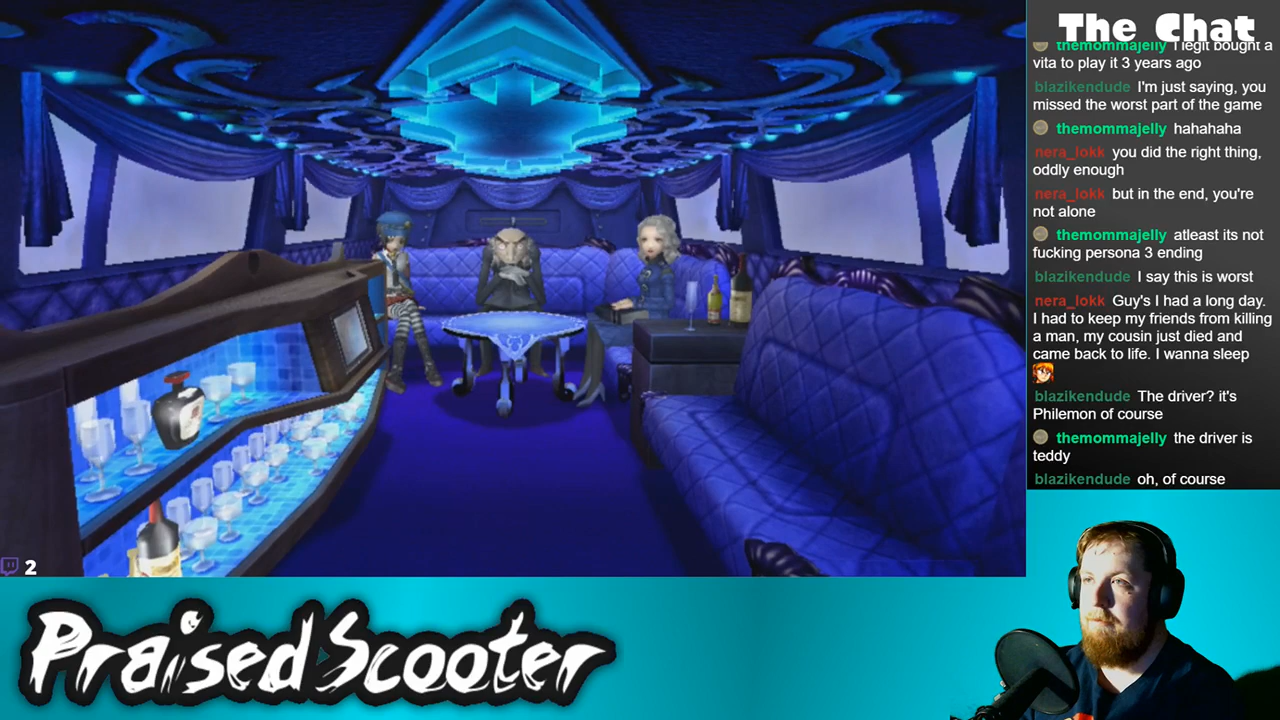 The Chat
themommajelly I legit bought a
vita to play it 3 years ago
blazikendude I'm just saying, you
missed the worst part of the game
themommajelly hahahaha
nera_lokk you did the right thing,
oddly enough
nera_lokk but in the end, you're
not alone
themommajelly atleast its not
fucking persona 3 ending
blazikendude I say this is worst
nera_lokk Guy's I had a long day.
I had to keep my friends from killing
a man, my cousin just died and
came back to life. I wanna sleep
blazikendude The driver? it's
Philemon of course
themommajelly the driver is
teddy
blazikendude oh, of course
2
PraisedScooter